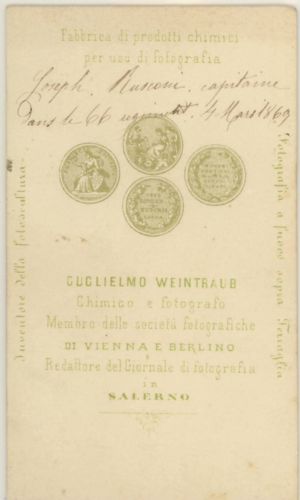 Fabbrica di prodotti chimici
per uso di fotografia
Joseph Rusconi, capitaine
dans le 66 regiment. 4 Mars 1869
Inventore della fotoscultura
Fotografia a fuoco sopra
GUGLIELMO WEINTRAUB
Chimico e fotografo
Membro delle società fotografiche
DI VIENNA E BERLINO
e
Redattore del Giornale di fotografia
in
SALERNO